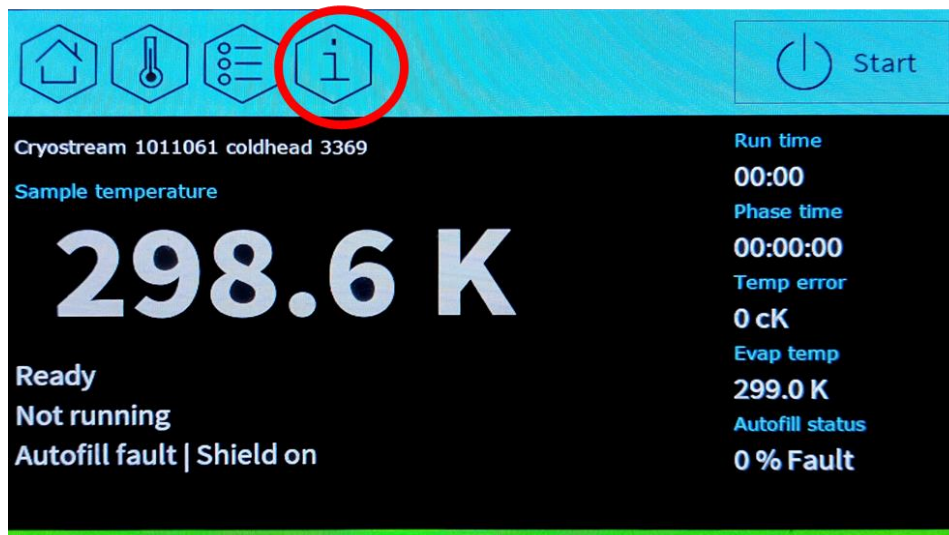 i
Start
Cryostream 1011061 coldhead 3369
Sample temperature
298.6 K
Ready
Not running
Autofill fault | Shield on
Run time
00:00
Phase time
00:00:00
Temp error
0 cK
Evap temp
299.0 K
Autofill status
0 % Fault